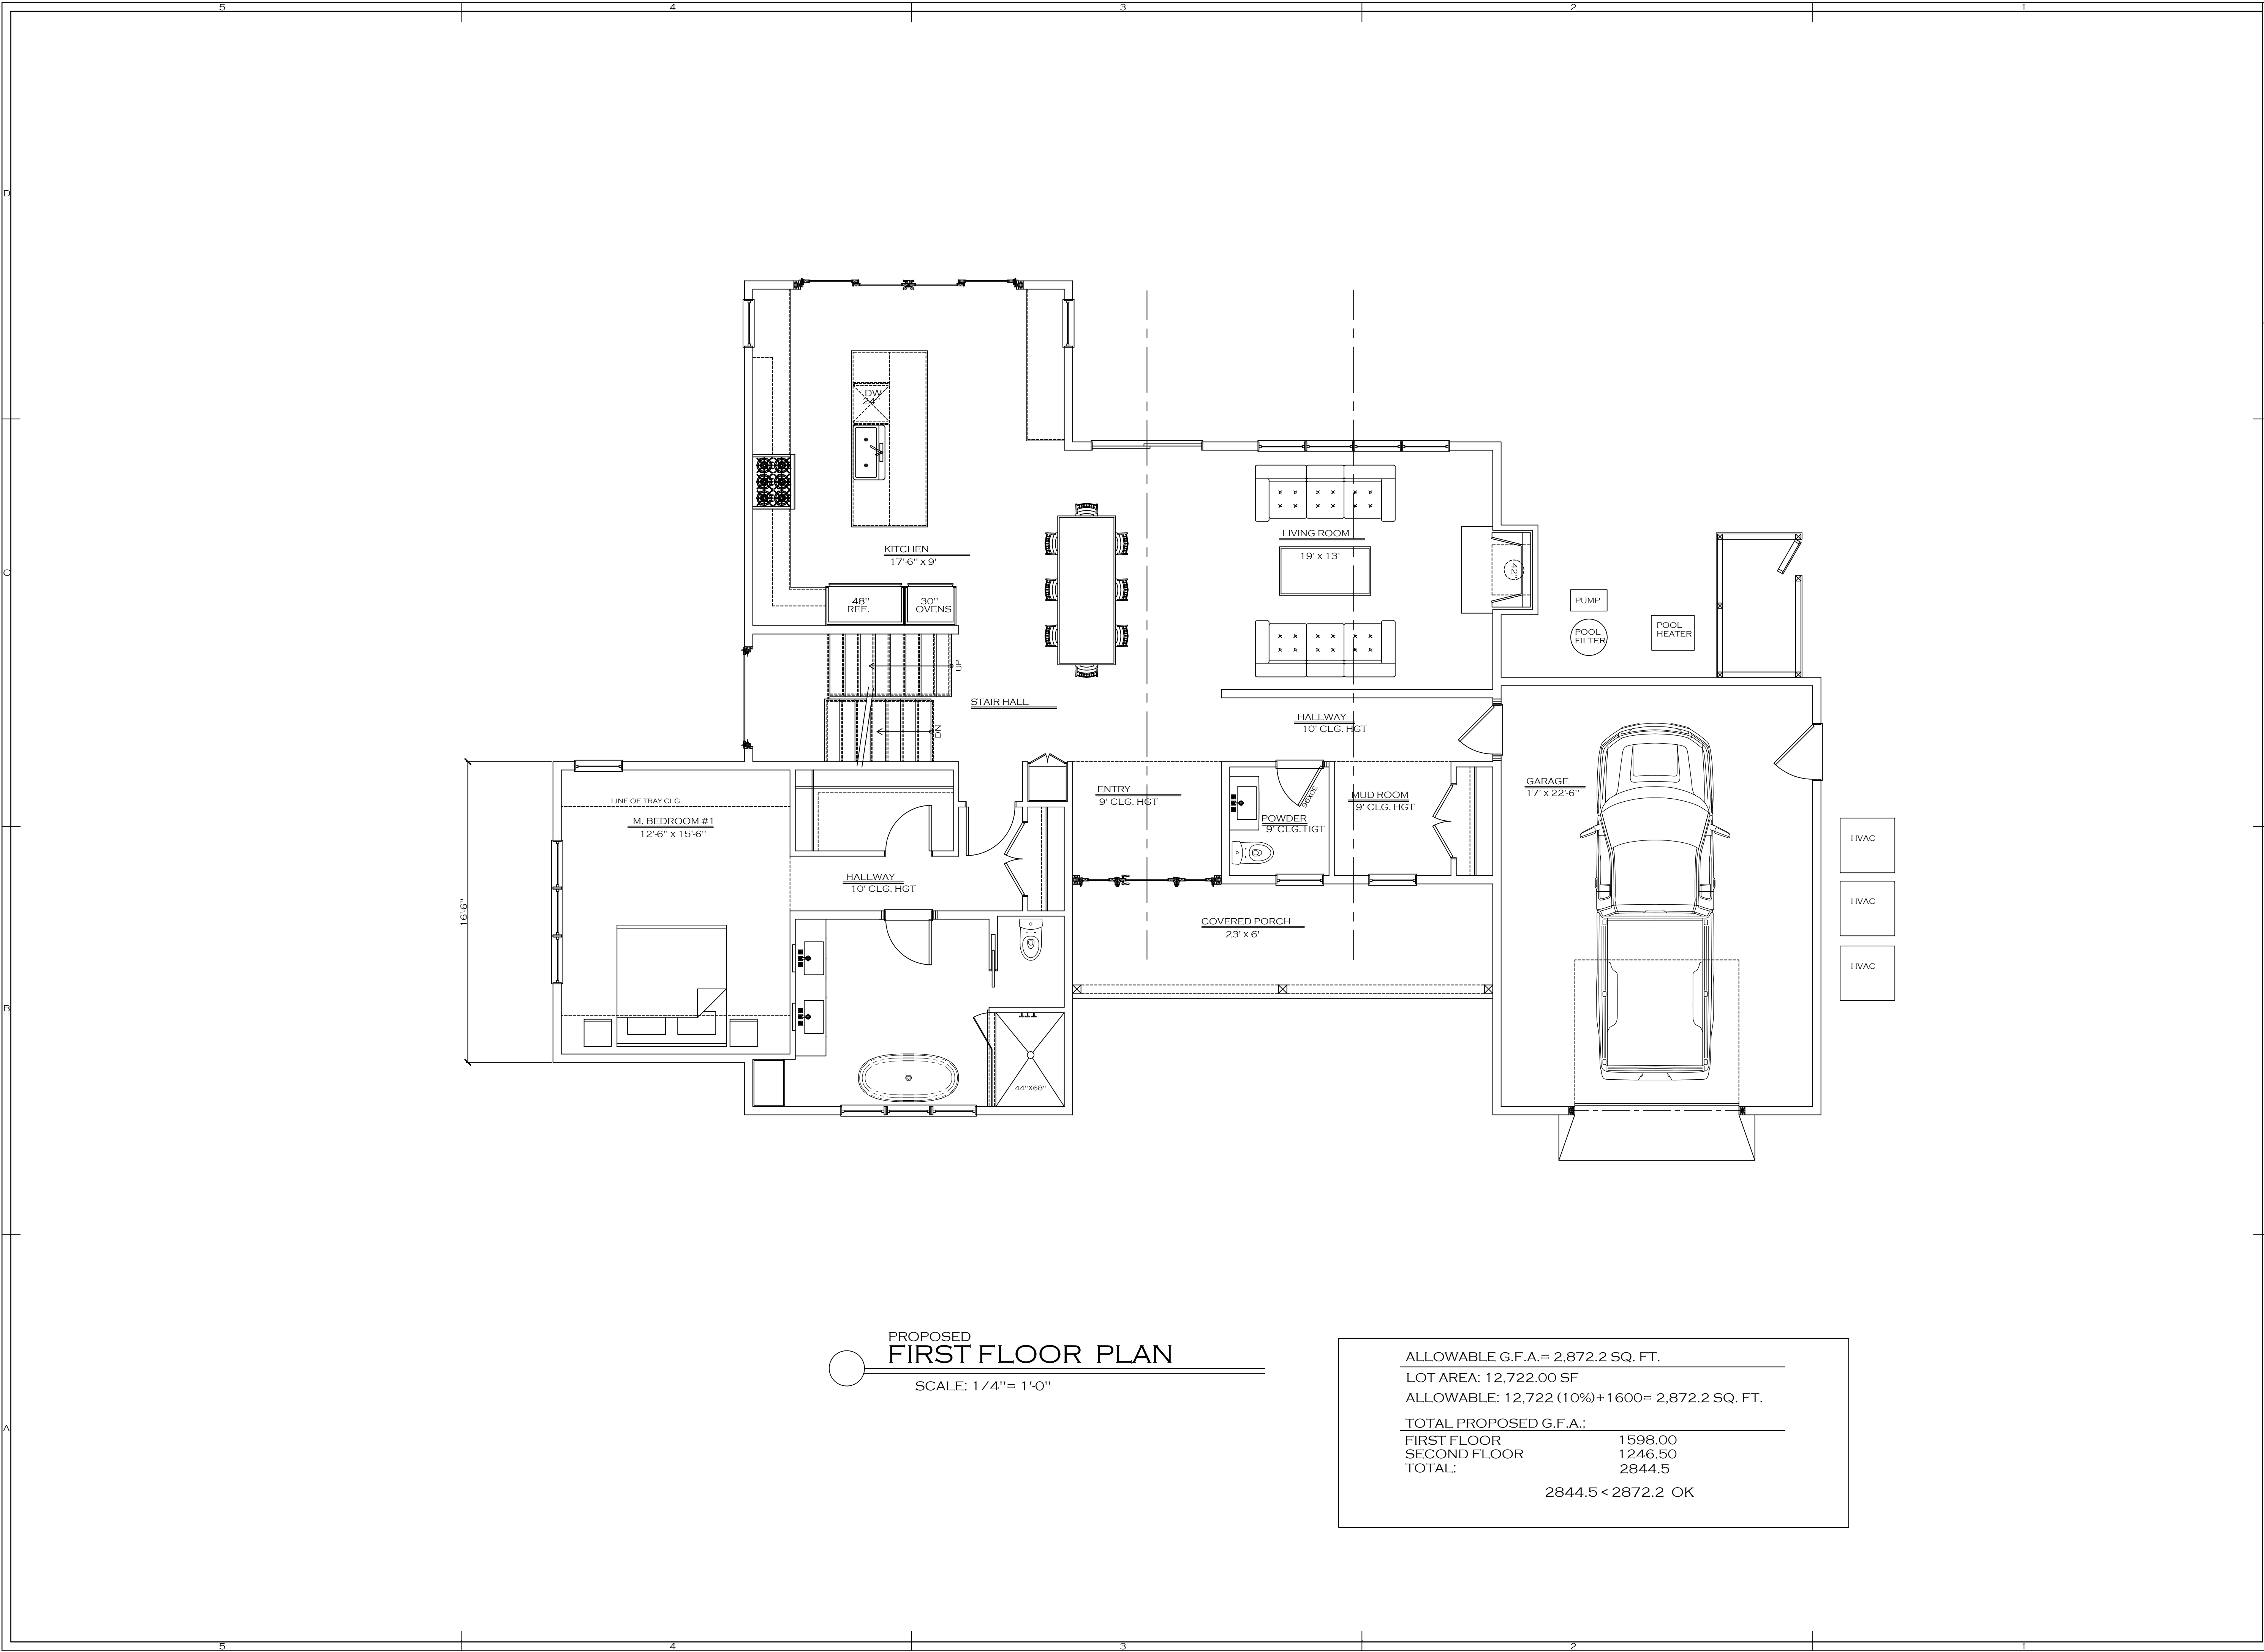 5 4 3 2 1
D
C
B
A
DW
24"
KITCHEN
17'-6" x 9'
48"
REF.
30"
OVENS
UP
DN
STAIR HALL
LIVING ROOM
19' x 13'
42"
PUMP
POOL
FILTER
POOL
HEATER
HALLWAY
10' CLG. HGT
ENTRY
9' CLG. HGT
POWDER
9' CLG. HGT
MUD ROOM
9' CLG. HGT
GARAGE
17' x 22'-6"
HVAC
HVAC
HVAC
LINE OF TRAY CLG.
M. BEDROOM #1
12'-6" x 15'-6"
16'-6"
HALLWAY
10' CLG. HGT
COVERED PORCH
23' x 6'
44"X68"
PROPOSED
FIRST FLOOR PLAN
SCALE: 1/4"= 1'-0"
ALLOWABLE G.F.A.= 2,872.2 SQ. FT.
LOT AREA: 12,722.00 SF
ALLOWABLE: 12,722 (10%)+1600= 2,872.2 SQ. FT.
TOTAL PROPOSED G.F.A.:
FIRST FLOOR 1598.00
SECOND FLOOR 1246.50
TOTAL: 2844.5
2844.5 < 2872.2 OK
5 4 3 2 1